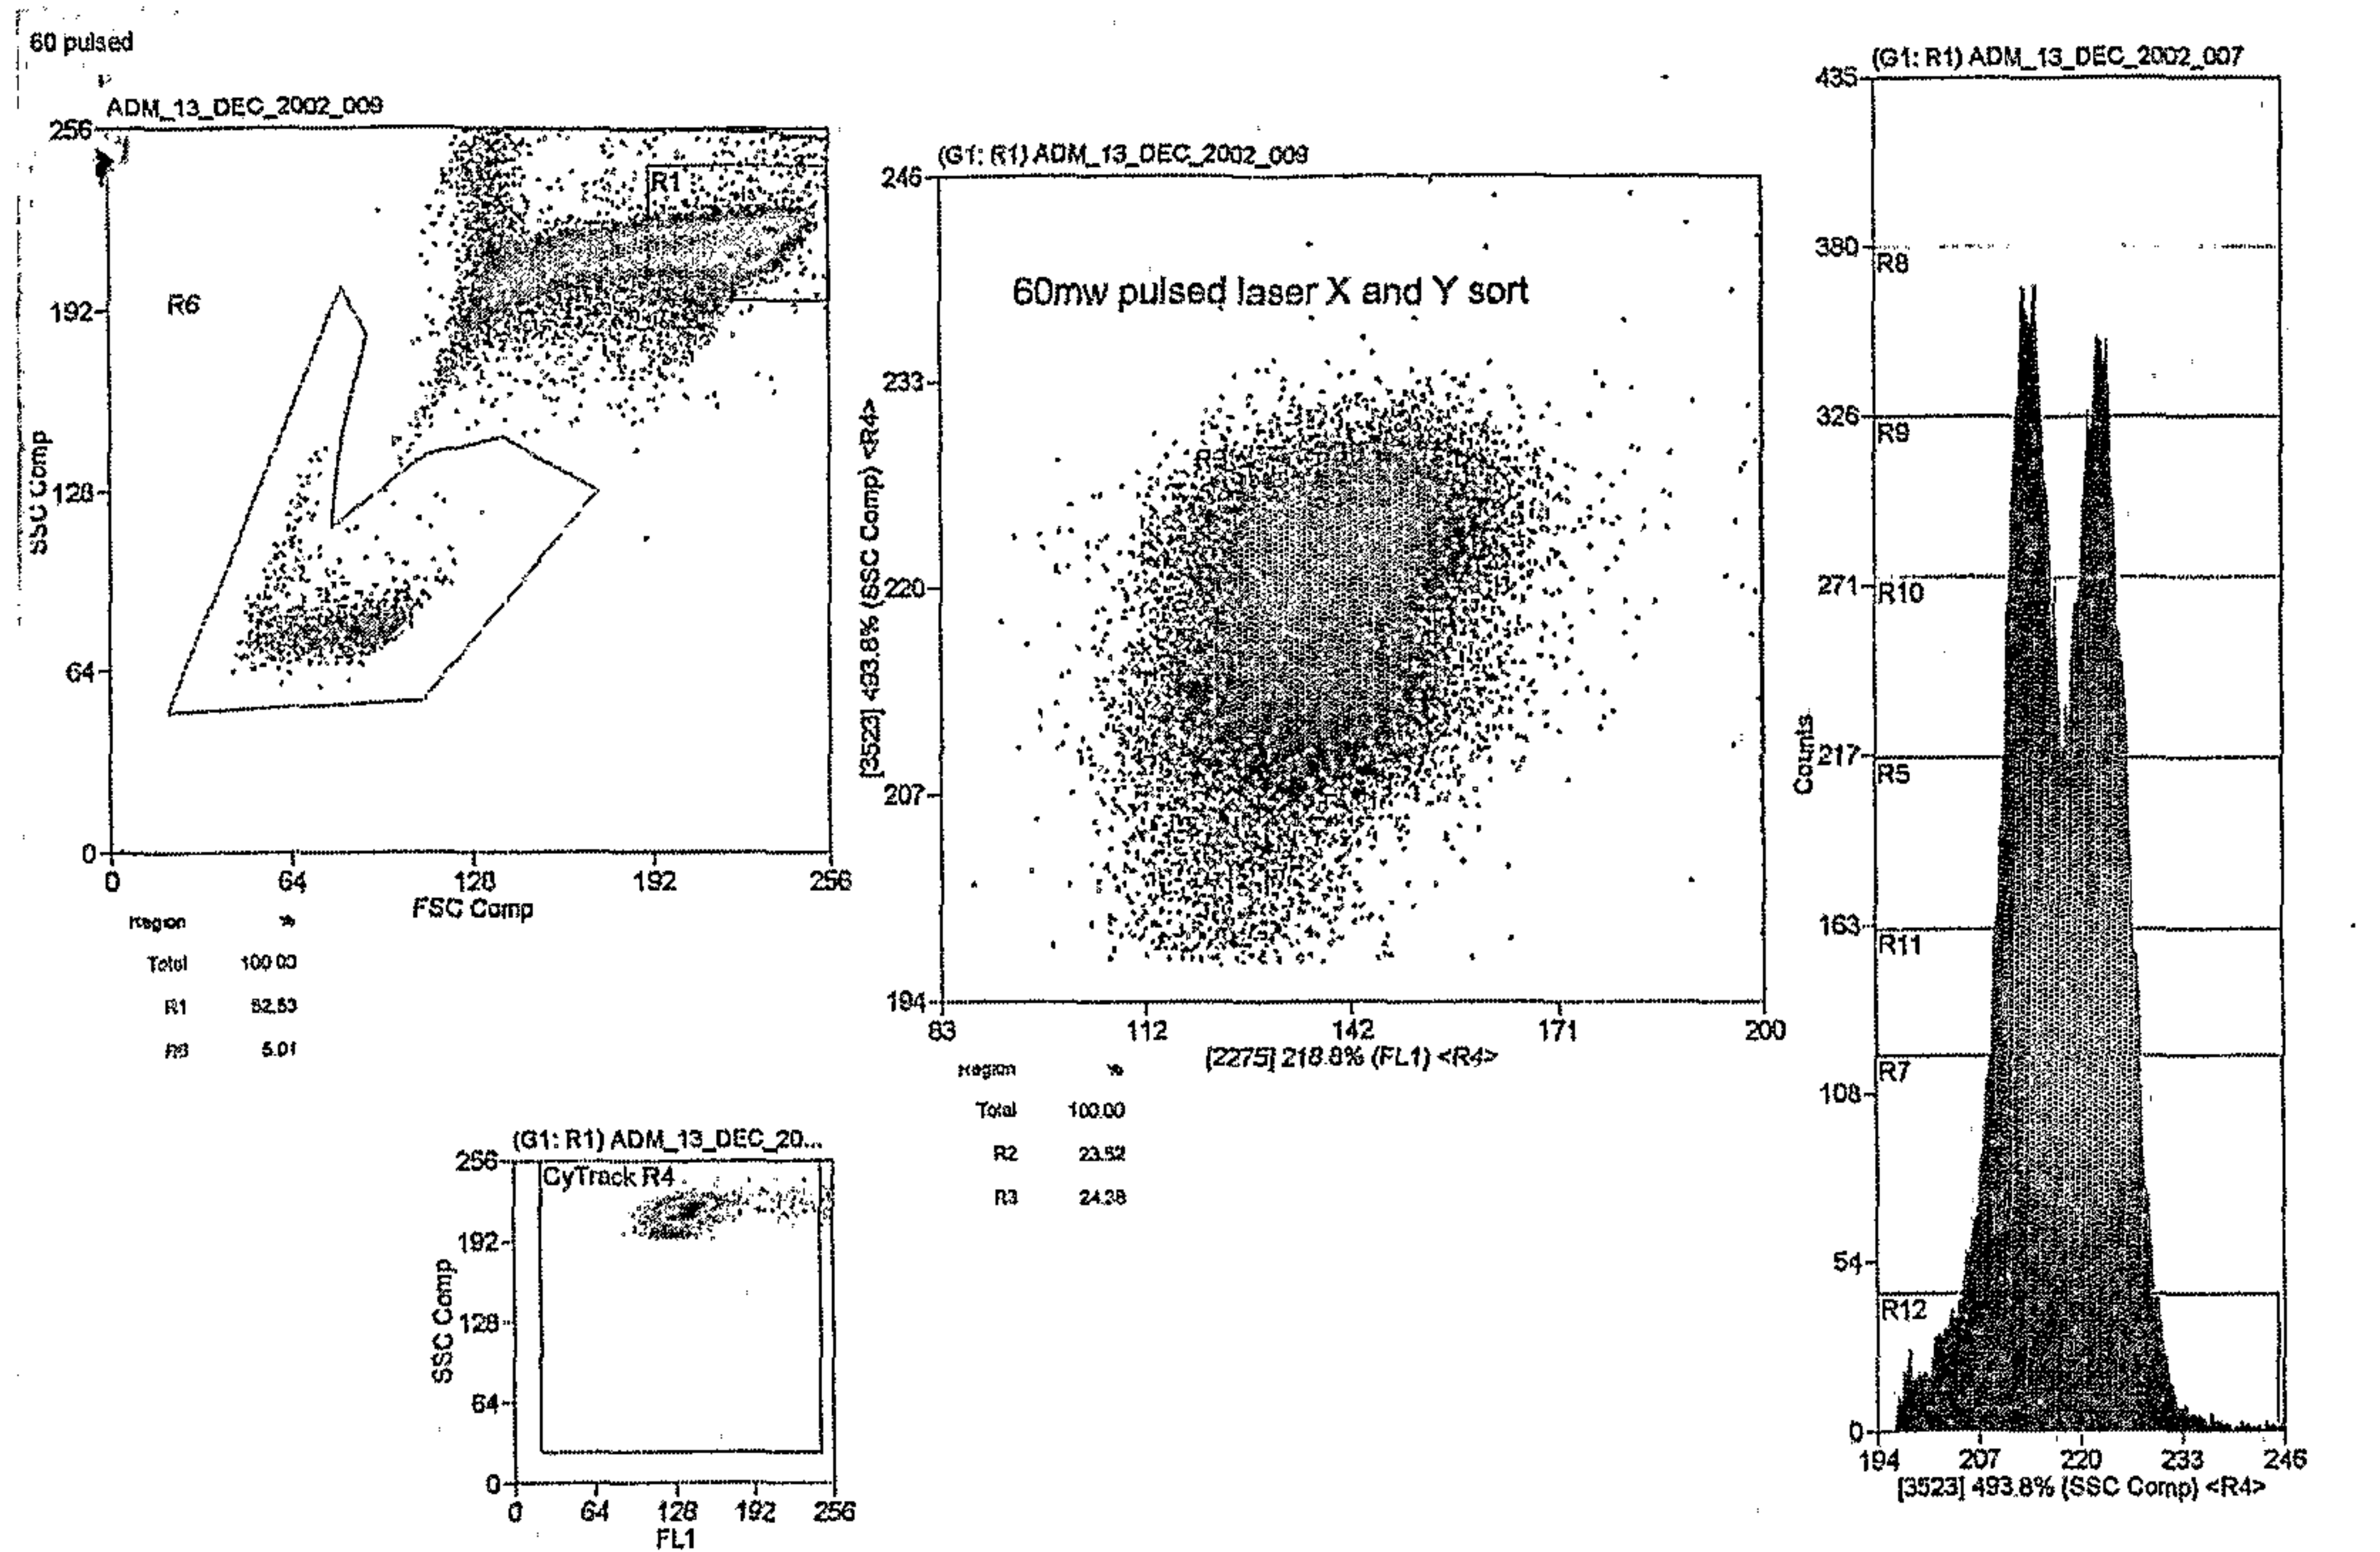 60 pulsed
ADM_13_DEC_2002_009
256
192
128
64
0
SSC Comp
R1
R6
0 64 128 192 256
FSC Comp
Region %
Total 100.00
R1
R6 5.01
(G1: R1) ADM_13_DEC_2002_009
246
233
220
207
194
[3523] 493.8% (SSC Comp) <R4>
60mw pulsed laser X and Y sort
83 112 142 171 200
[2275] 218.8% (FL1) <R4>
Region %
Total 100.00
R2 23.52
R3 24.38
(G1: R1) ADM_13_DEC_20...
256
192
128
64
0
SSC Comp
CyTrack R4
0 64 128 192 256
FL1
(G1: R1) ADM_13_DEC_2002_007
435
380
326
271
217
163
108
54
0
Counts
R8
R9
R10
R5
R11
R7
R12
194 207 220 233 246
[3523] 493.8% (SSC Comp) <R4>